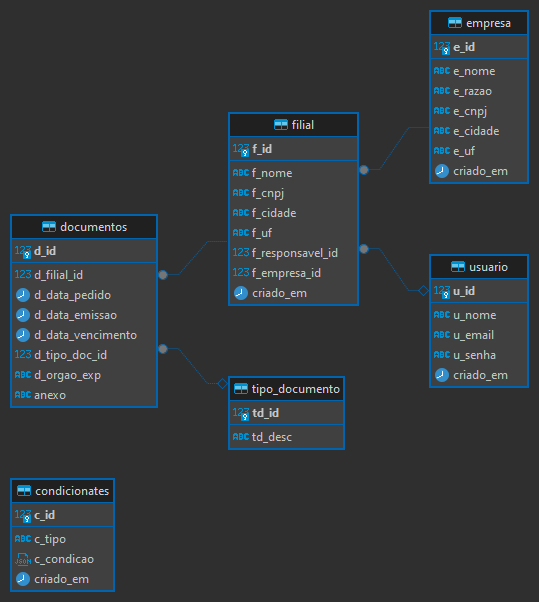 empresa
123 e_id
ABC e_nome
ABC e_razao
ABC e_cnpj
ABC e_cidade
ABC e_uf
criado_em
filial
123 f_id
ABC f_nome
ABC f_cnpj
ABC f_cidade
ABC f_uf
123 f_responsavel_id
123 f_empresa_id
criado_em
documentos
123 d_id
123 d_filial_id
d_data_pedido
d_data_emissao
d_data_vencimento
123 d_tipo_doc_id
ABC d_orgao_exp
ABC anexo
usuario
123 u_id
ABC u_nome
ABC u_email
ABC u_senha
criado_em
tipo_documento
123 td_id
ABC td_desc
condicionates
123 c_id
ABC c_tipo
JSON c_condicao
criado_em